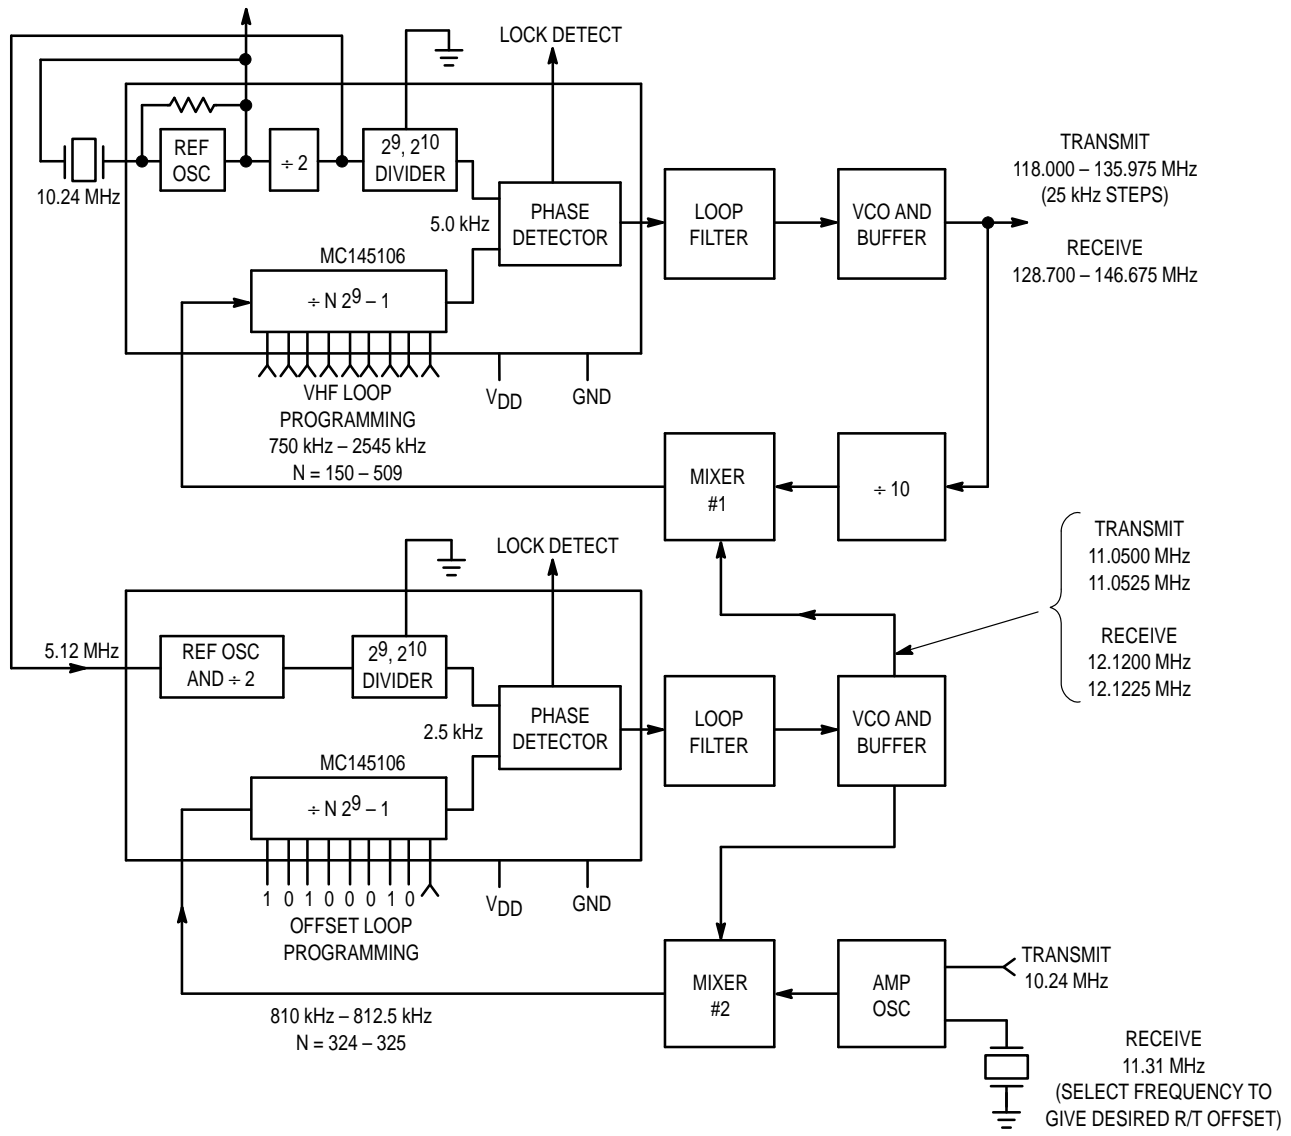 LOCK DETECT
REF
OSC
÷ 2
2⁹, 2¹⁰
DIVIDER
10.24 MHz
5.0 kHz
PHASE
DETECTOR
LOOP
FILTER
VCO AND
BUFFER
TRANSMIT
118.000 – 135.975 MHz
(25 kHz STEPS)
RECEIVE
128.700 – 146.675 MHz
MC145106
÷ N 2⁹ – 1
VHF LOOP
PROGRAMMING
750 kHz – 2545 kHz
N = 150 – 509
VDD
GND
MIXER
#1
÷ 10
TRANSMIT
11.0500 MHz
11.0525 MHz
RECEIVE
12.1200 MHz
12.1225 MHz
LOCK DETECT
5.12 MHz
REF OSC
AND ÷ 2
2⁹, 2¹⁰
DIVIDER
2.5 kHz
PHASE
DETECTOR
LOOP
FILTER
VCO AND
BUFFER
MC145106
÷ N 2⁹ – 1
1 0 1 0 0 0 1 0
OFFSET LOOP
PROGRAMMING
VDD
GND
810 kHz – 812.5 kHz
N = 324 – 325
MIXER
#2
AMP
OSC
TRANSMIT
10.24 MHz
RECEIVE
11.31 MHz
(SELECT FREQUENCY TO
GIVE DESIRED R/T OFFSET)